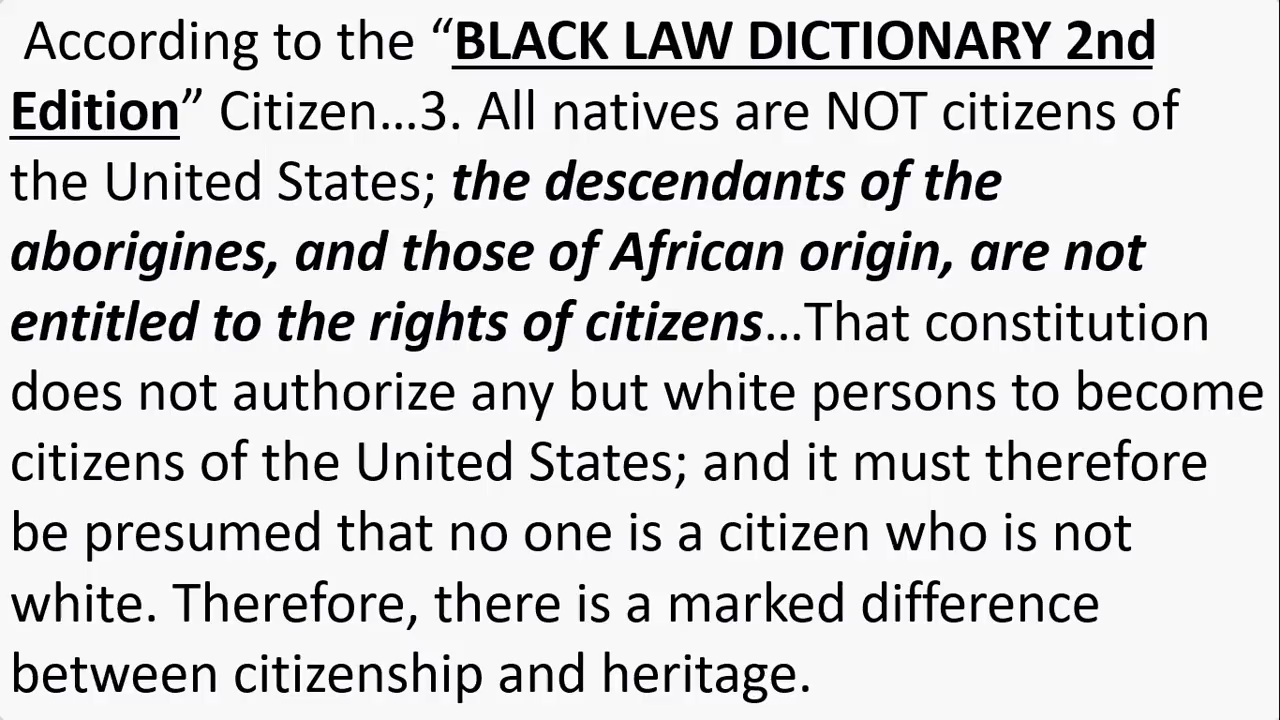 According to the “BLACK LAW DICTIONARY 2nd
Edition” Citizen…3. All natives are NOT citizens of
the United States; the descendants of the
aborigines, and those of African origin, are not
entitled to the rights of citizens…That constitution
does not authorize any but white persons to become
citizens of the United States; and it must therefore
be presumed that no one is a citizen who is not
white. Therefore, there is a marked difference
between citizenship and heritage.